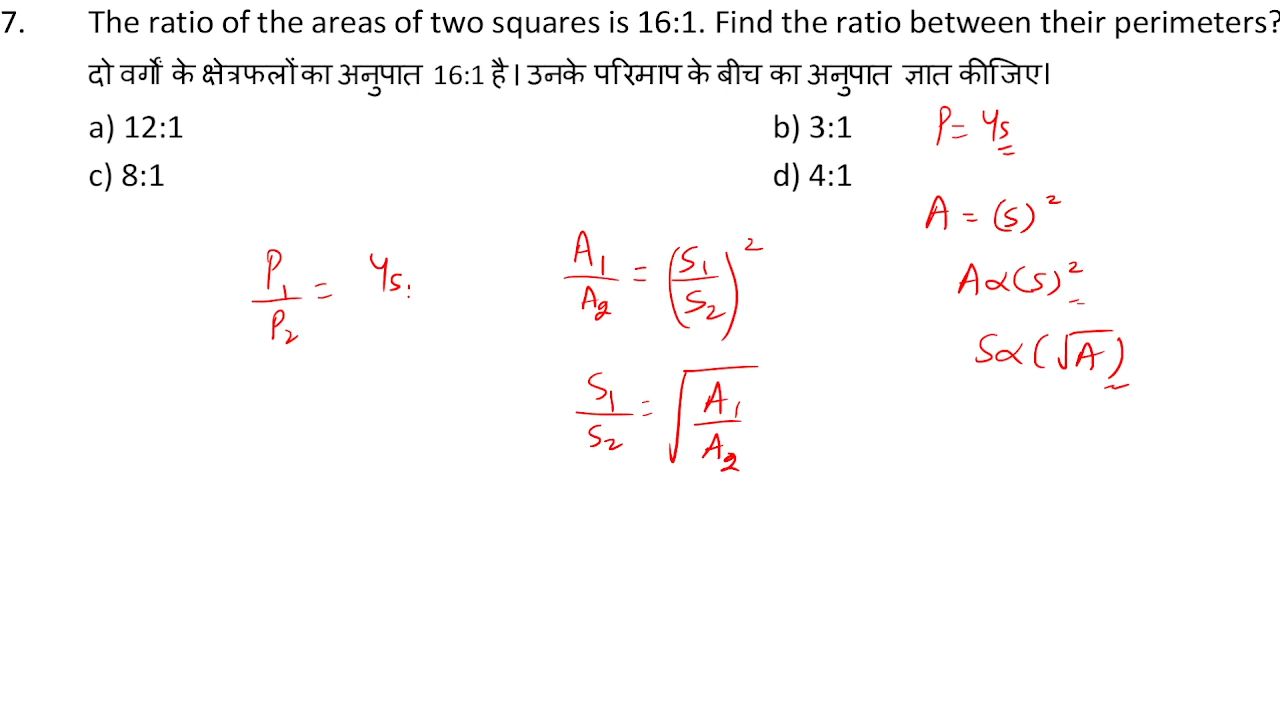 7. The ratio of the areas of two squares is 16:1. Find the ratio between their perimeters?
दो वर्गों के क्षेत्रफलों का अनुपात 16:1 है। उनके परिमाप के बीच का अनुपात ज्ञात कीजिए।
a) 12:1 b) 3:1
c) 8:1 d) 4:1
P = 4s
A = (s)²
A∝(s)²
S∝(√A)
P₁/P₂ = 4s₁
A₁/A₂ = (S₁/S₂)²
S₁/S₂ = √(A₁/A₂)